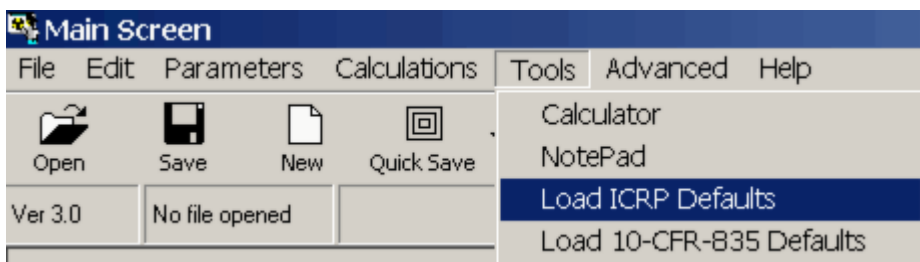 Main Screen
File Edit Parameters Calculations Tools Advanced Help
Open Save New Quick Save
Calculator
NotePad
Load ICRP Defaults
Load 10-CFR-835 Defaults
Ver 3.0 No file opened